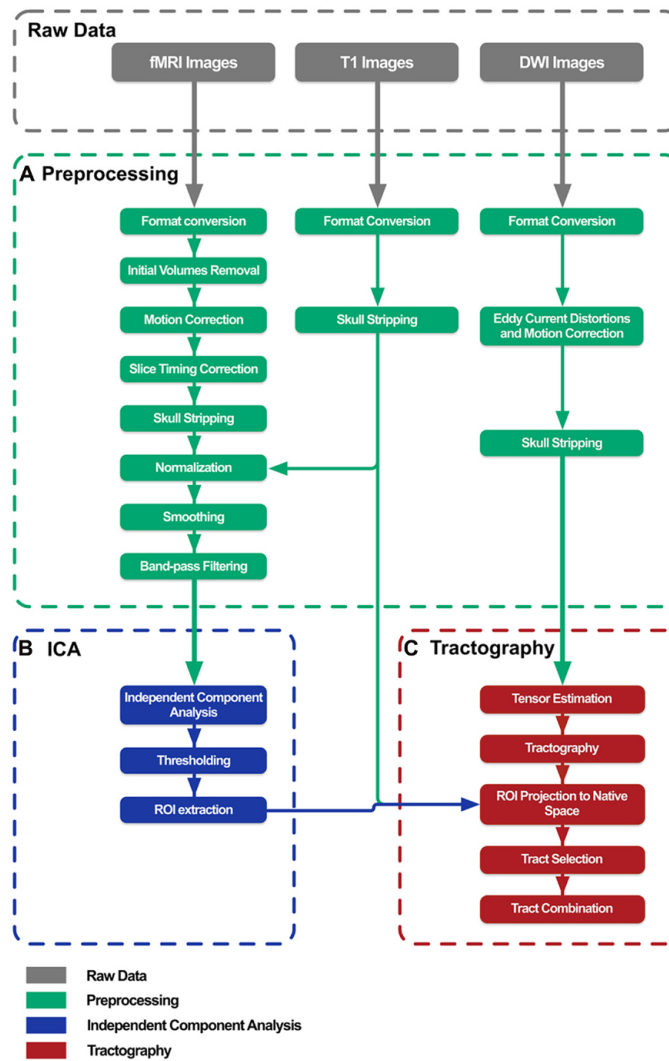 Raw Data
fMRI Images
T1 Images
DWI Images
A Preprocessing
Format conversion
Format Conversion
Format Conversion
Initial Volumes Removal
Motion Correction
Skull Stripping
Eddy Current Distortions
and Motion Correction
Slice Timing Correction
Skull Stripping
Skull Stripping
Normalization
Smoothing
Band-pass Filtering
B ICA
C Tractography
Independent Component
Analysis
Tensor Estimation
Thresholding
Tractography
ROI extraction
ROI Projection to Native
Space
Tract Selection
Tract Combination
Raw Data
Preprocessing
Independent Component Analysis
Tractography